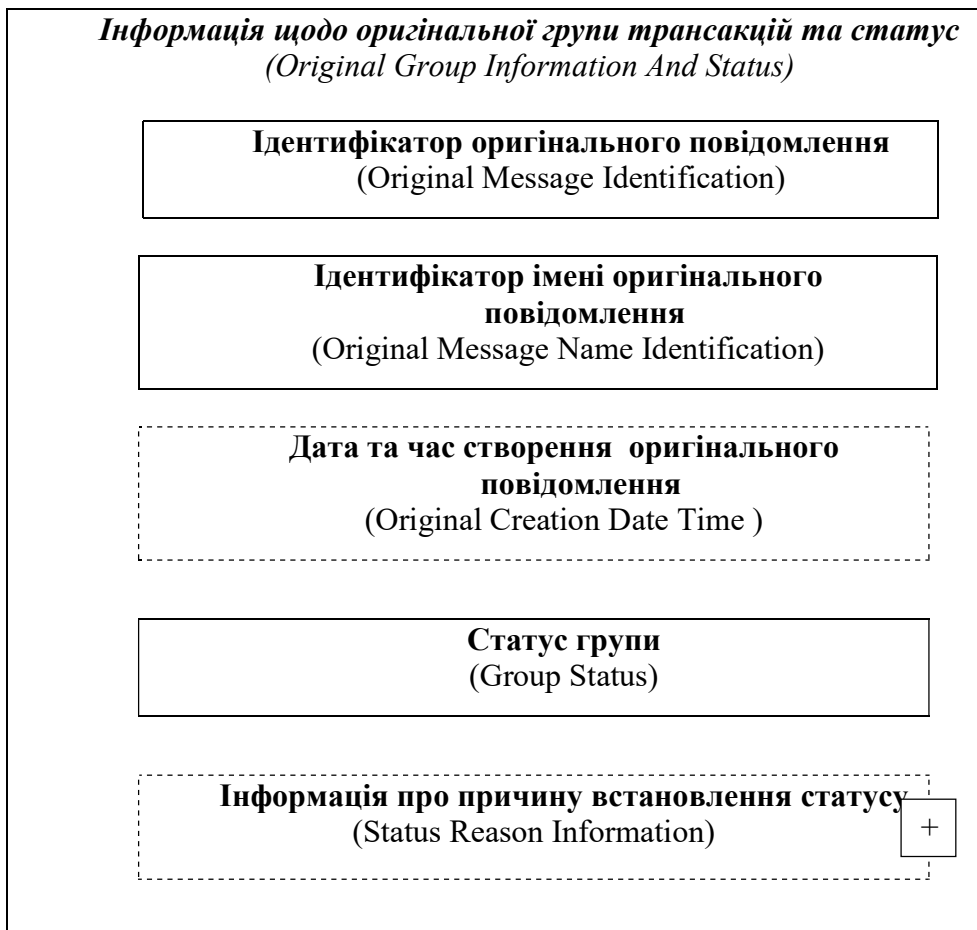 Інформація щодо оригінальної групи трансакцій та статус
(Original Group Information And Status)
Ідентифікатор оригінального повідомлення
(Original Message Identification)
Ідентифікатор імені оригінального
повідомлення
(Original Message Name Identification)
Дата та час створення  оригінального
повідомлення
(Original Creation Date Time )
Статус групи
(Group Status)
Інформація про причину встановлення статусу
(Status Reason Information)
+